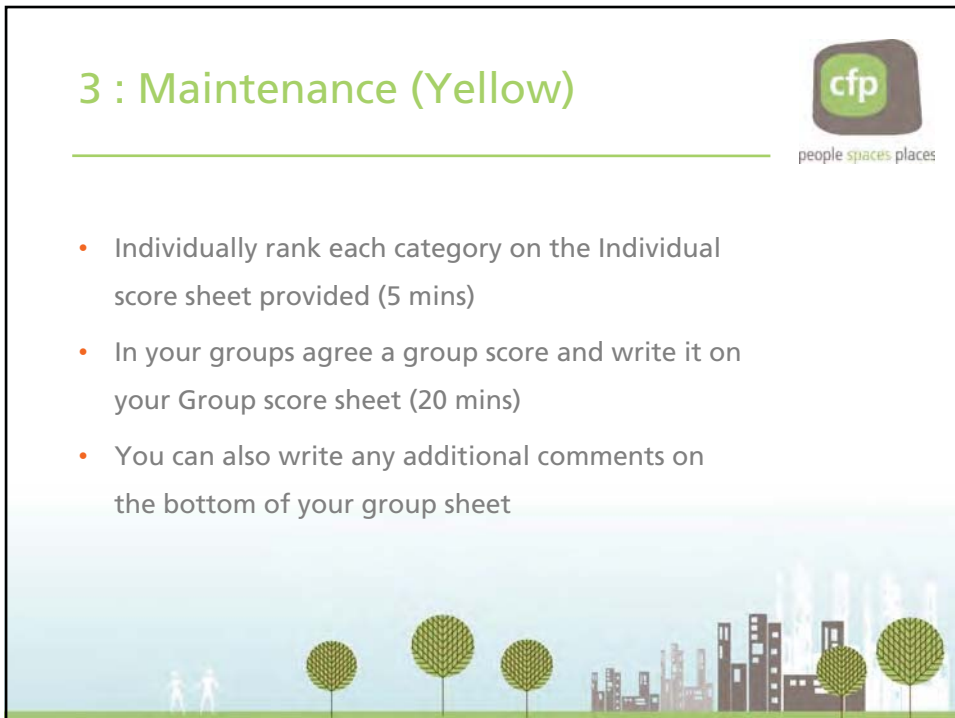 3 : Maintenance (Yellow)
cfp
people spaces places
• Individually rank each category on the Individual
score sheet provided (5 mins)
• In your groups agree a group score and write it on
your Group score sheet (20 mins)
• You can also write any additional comments on
the bottom of your group sheet